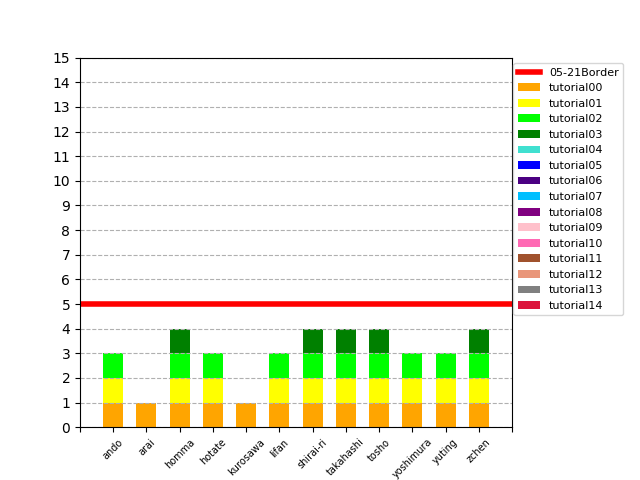 15
14
13
12
11
10
9
8
7
6
5
4
3
2
1
0
ando
arai
homma
hotate
kurosawa
lifan
shirai-ri
takahashi
tosho
yoshimura
yuting
zchen
05-21Border
tutorial00
tutorial01
tutorial02
tutorial03
tutorial04
tutorial05
tutorial06
tutorial07
tutorial08
tutorial09
tutorial10
tutorial11
tutorial12
tutorial13
tutorial14